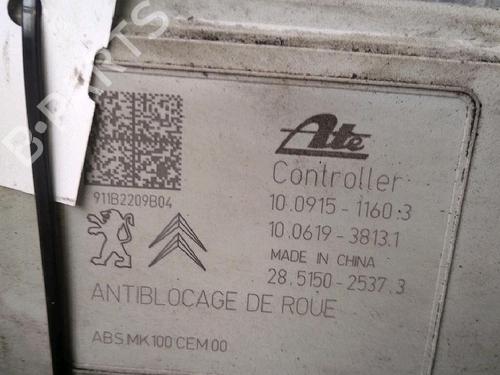 B-PARTS
Ate
Controller
911B2209B04
10.0915-1160.3
10.0619-3813.1
MADE IN CHINA
28.5150-2537.3
ANTIBLOCAGE DE ROUE
ABS MK100 CEM 00